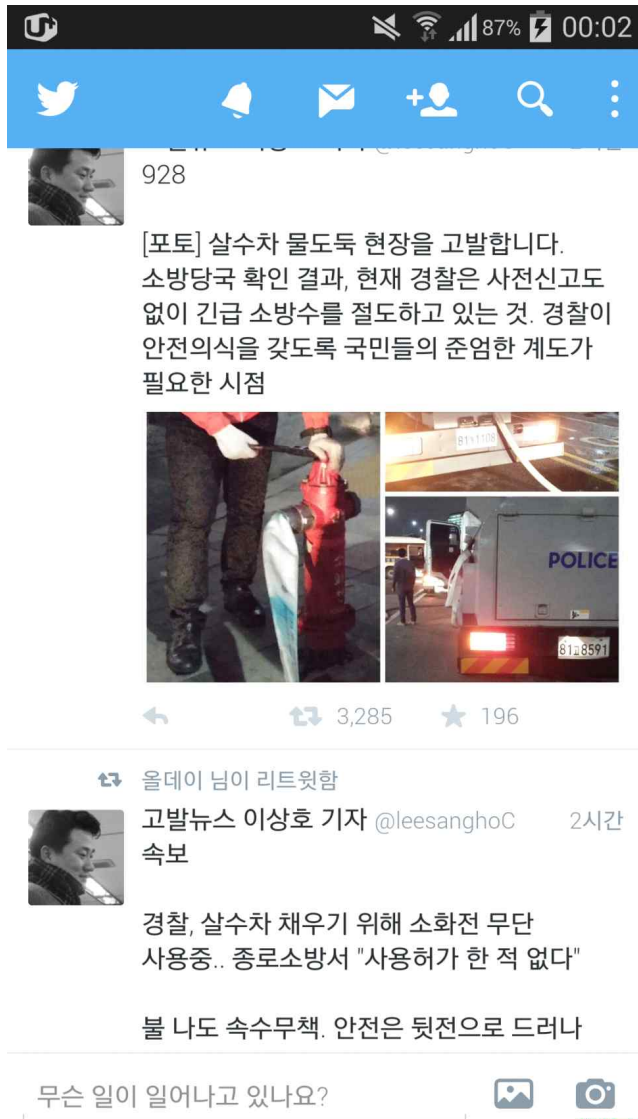 87% 00:02
928
[포토] 살수차 물도둑 현장을 고발합니다.
소방당국 확인 결과, 현재 경찰은 사전신고도
없이 긴급 소방수를 절도하고 있는 것. 경찰이
안전의식을 갖도록 국민들의 준엄한 계도가
필요한 시점
POLICE
3,285 196
올데이 님이 리트윗함
고발뉴스 이상호 기자 @leesanghoC 2시간
속보
경찰, 살수차 채우기 위해 소화전 무단
사용중.. 종로소방서 "사용허가 한 적 없다"
불 나도 속수무책. 안전은 뒷전으로 드러나
무슨 일이 일어나고 있나요?